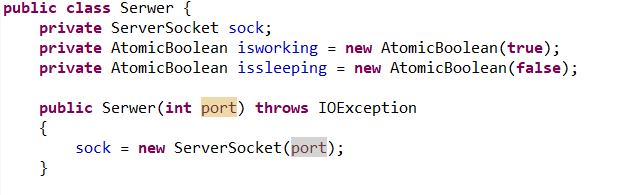 public class Serwer {
    private ServerSocket sock;
    private AtomicBoolean isworking = new AtomicBoolean(true);
    private AtomicBoolean issleeping = new AtomicBoolean(false);

    public Serwer(int port) throws IOException
    {
        sock = new ServerSocket(port);
    }